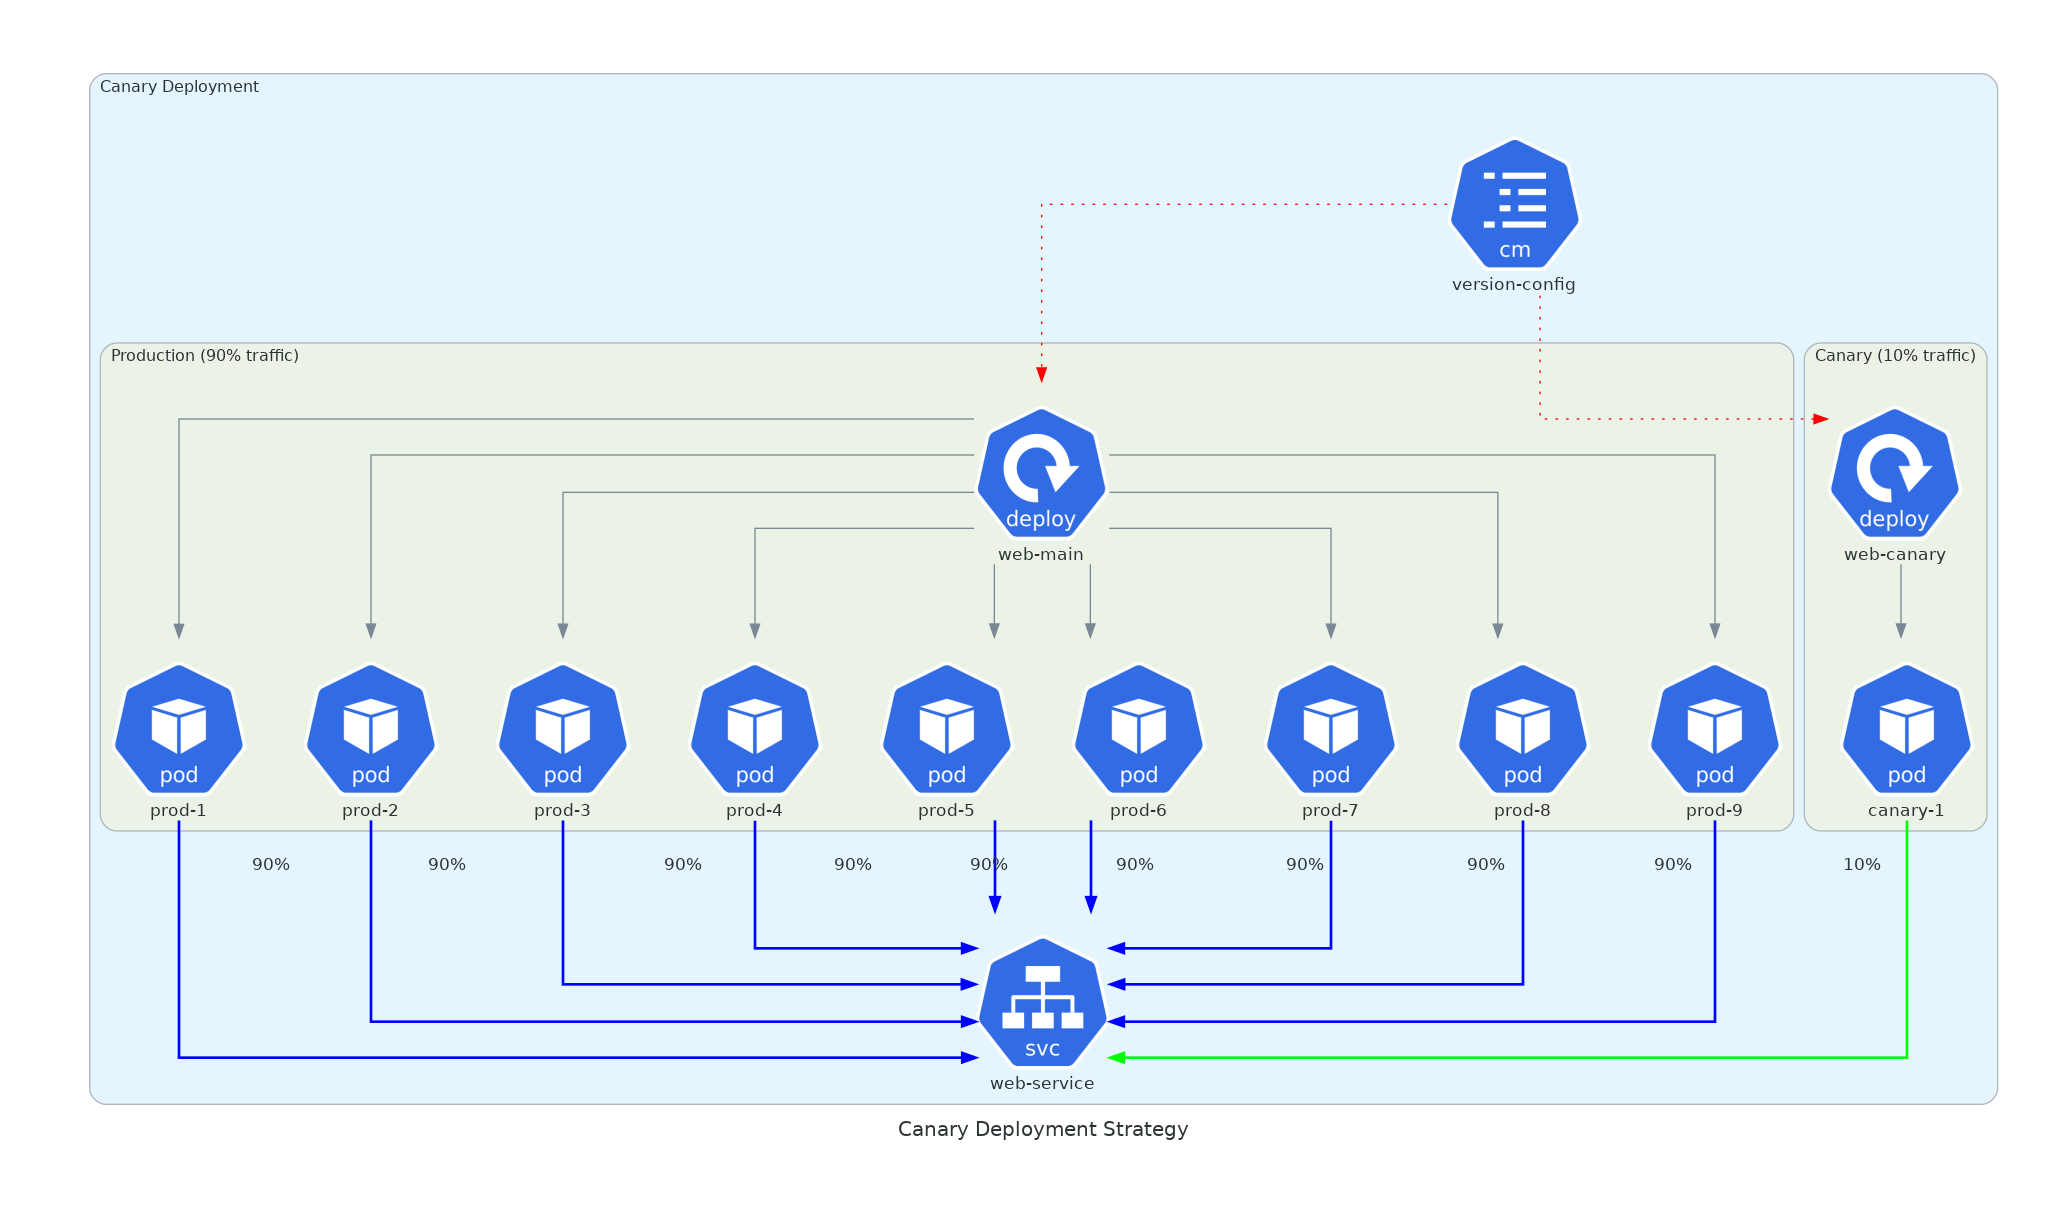 Canary Deployment
cm
version-config
Production (90% traffic)
Canary (10% traffic)
deploy
web-main
deploy
web-canary
pod
prod-1
pod
prod-2
pod
prod-3
pod
prod-4
pod
prod-5
pod
prod-6
pod
prod-7
pod
prod-8
pod
prod-9
pod
canary-1
90%
90%
90%
90%
90%
90%
90%
90%
90%
10%
svc
web-service
Canary Deployment Strategy